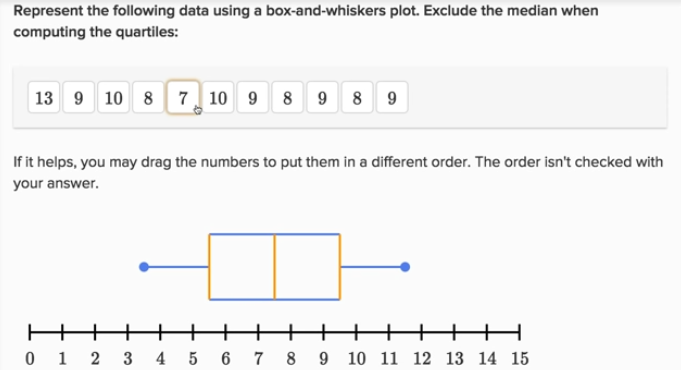 Represent the following data using a box-and-whiskers plot. Exclude the median when
computing the quartiles:
13 9 10 8 7 10 9 8 9 8 9
If it helps, you may drag the numbers to put them in a different order. The order isn't checked with
your answer.
0 1 2 3 4 5 6 7 8 9 10 11 12 13 14 15